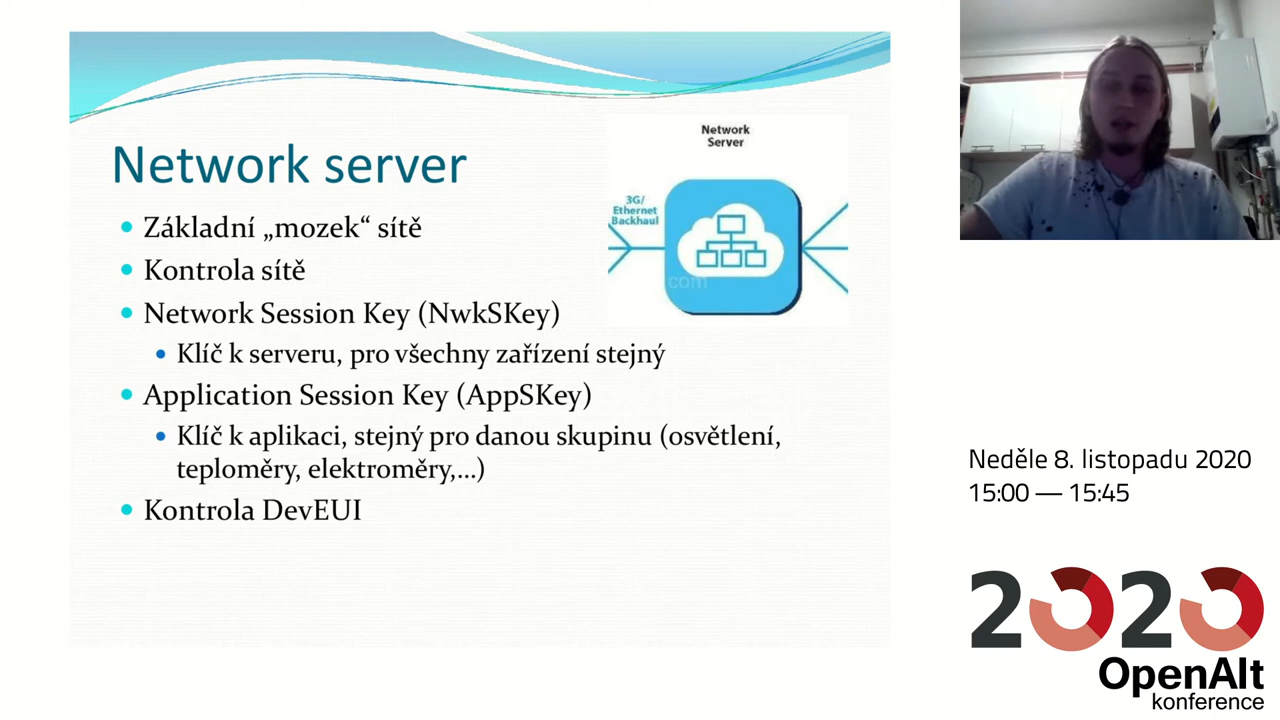 Network server
Základní „mozek“ sítě
Kontrola sítě
Network Session Key (NwkSKey)
Klíč k serveru, pro všechny zařízení stejný
Application Session Key (AppSKey)
Klíč k aplikaci, stejný pro danou skupinu (osvětlení,
teploměry, elektroměry,...)
Kontrola DevEUI
Network
Server
3G/
Ethernet
Backhaul
com
Neděle 8. listopadu 2020
15:00 — 15:45
2020
OpenAlt
konference